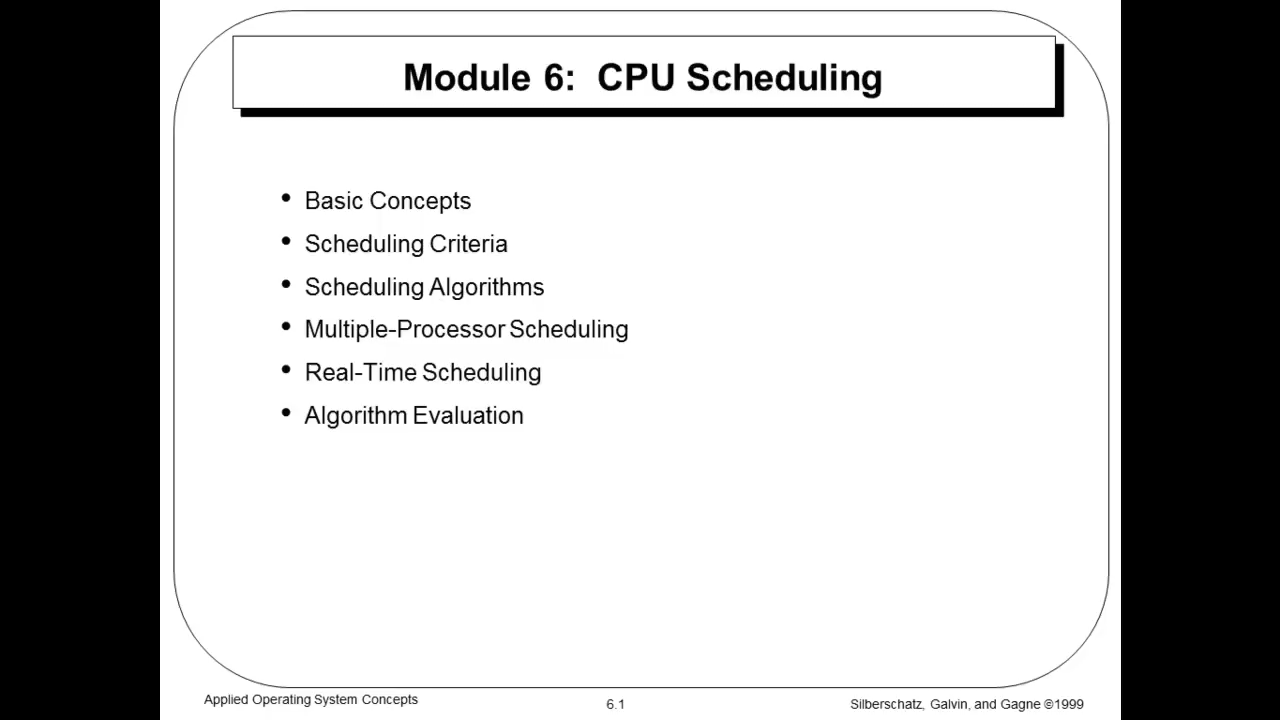 Module 6: CPU Scheduling
• Basic Concepts
• Scheduling Criteria
• Scheduling Algorithms
• Multiple-Processor Scheduling
• Real-Time Scheduling
• Algorithm Evaluation
Applied Operating System Concepts
6.1
Silberschatz, Galvin, and Gagne ©1999